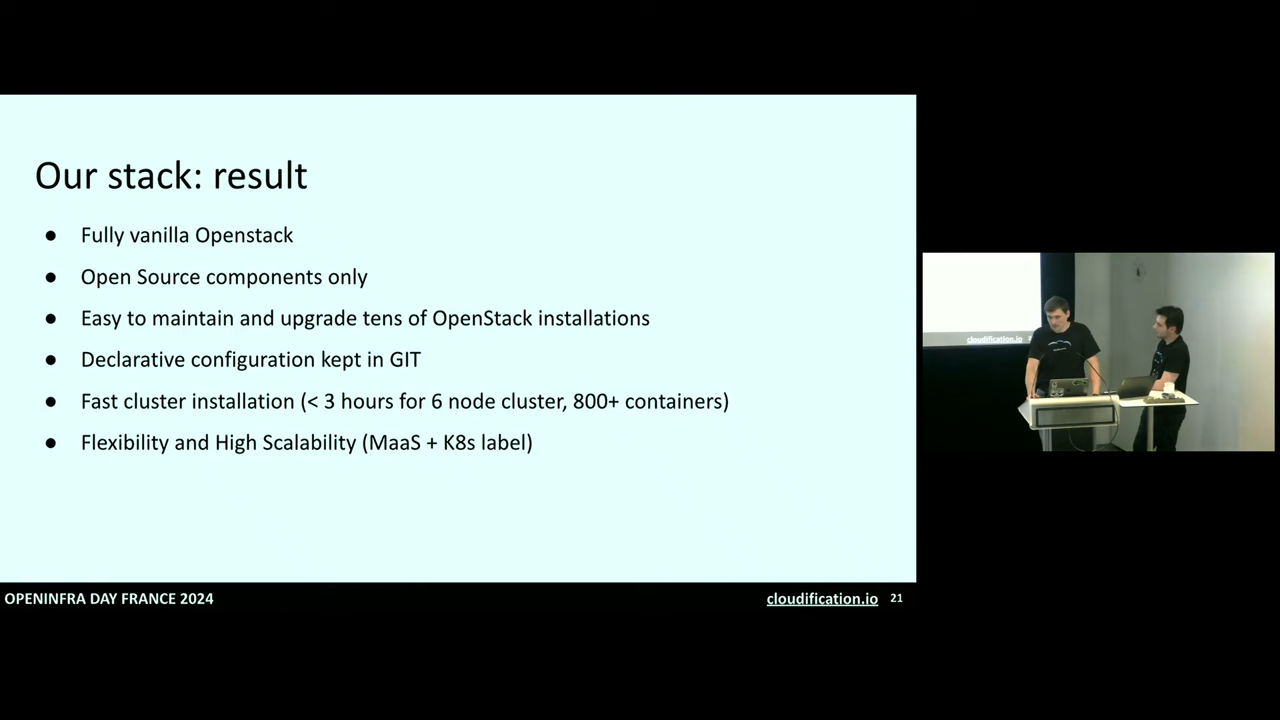 Our stack: result
● Fully vanilla Openstack
● Open Source components only
● Easy to maintain and upgrade tens of OpenStack installations
● Declarative configuration kept in GIT
● Fast cluster installation (< 3 hours for 6 node cluster, 800+ containers)
● Flexibility and High Scalability (MaaS + K8s label)
cloudification.io
OPENINFRA DAY FRANCE 2024
cloudification.io 21